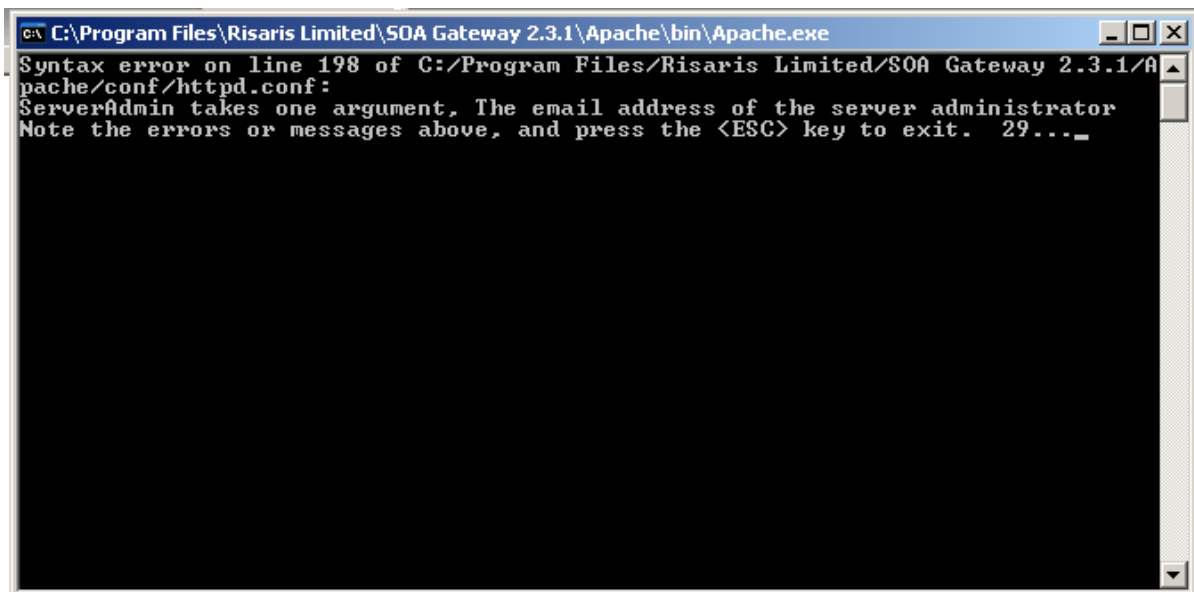 C:\Program Files\Risaris Limited\SOA Gateway 2.3.1\Apache\bin\Apache.exe
Syntax error on line 198 of C:/Program Files/Risaris Limited/SOA Gateway 2.3.1/A
pache/conf/httpd.conf:
ServerAdmin takes one argument, The email address of the server administrator
Note the errors or messages above, and press the <ESC> key to exit.  29..._